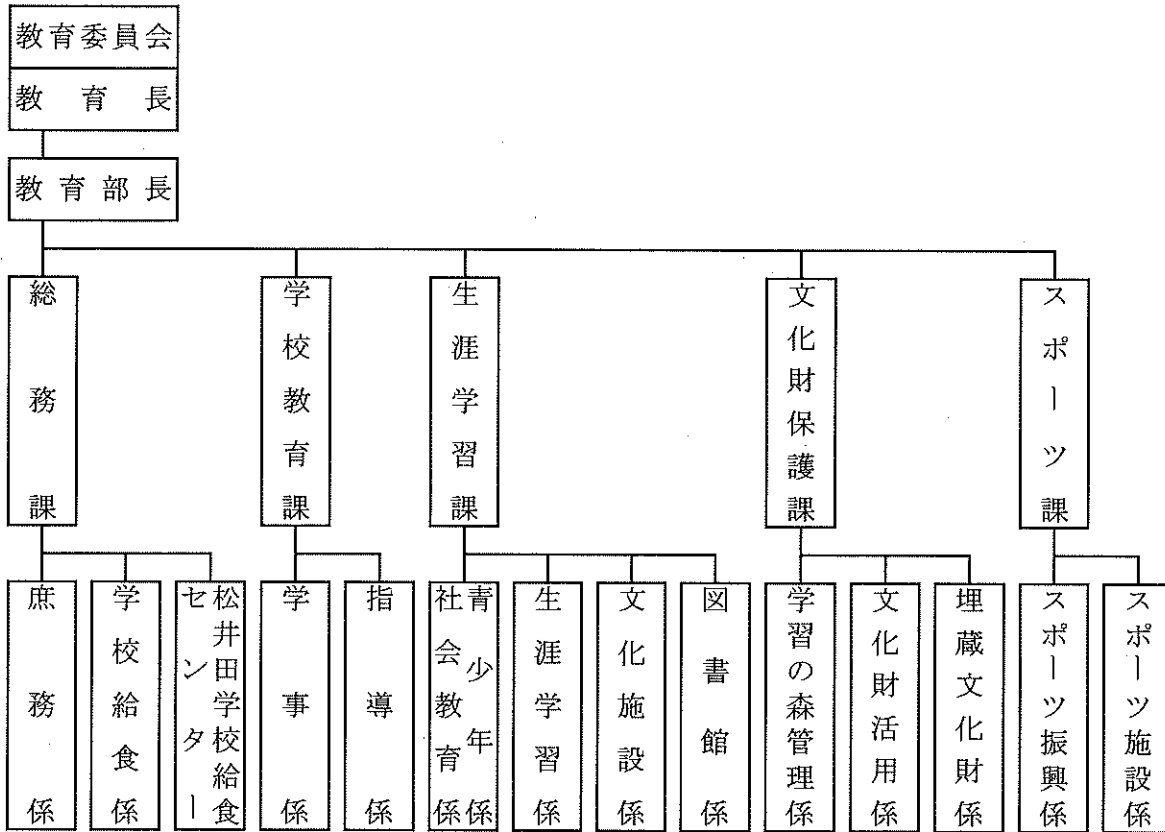 教育委員会
教育長
教育部長
総務課
学校教育課
生涯学習課
文化財保護課
スポーツ課
庶務係
学校給食係
松井田学校給食
センター
学事係
指導係
青少年係
社会教育係
生涯学習係
文化施設係
図書館係
学習の森管理係
文化財活用係
埋蔵文化財係
スポーツ振興係
スポーツ施設係